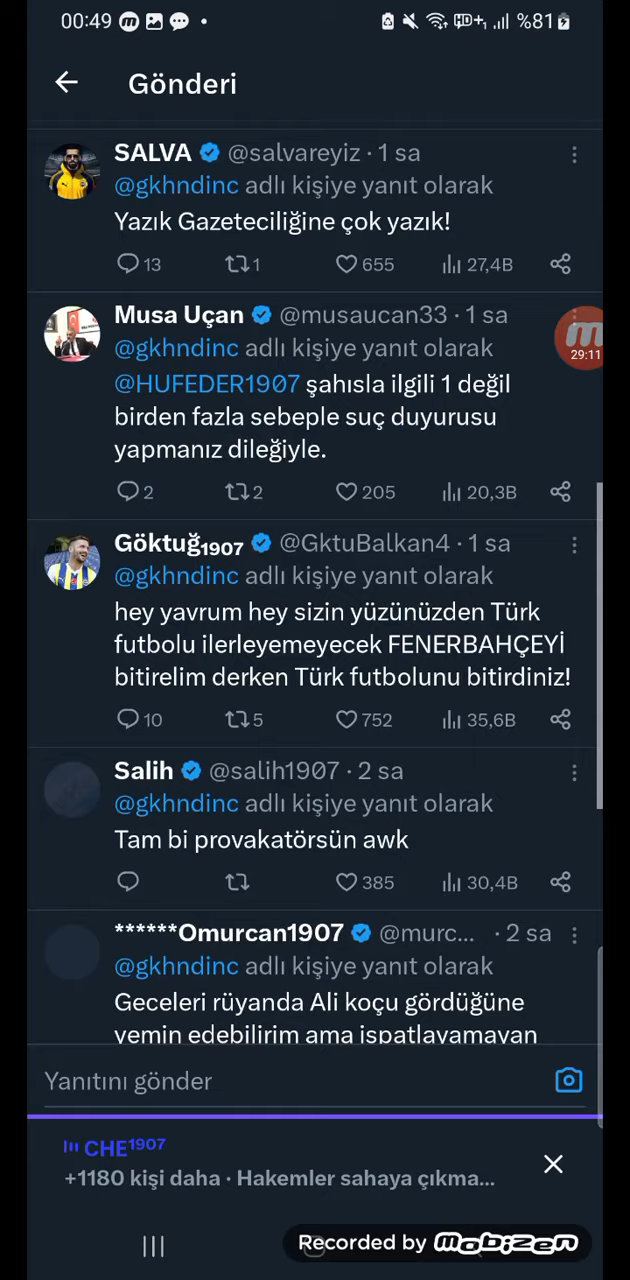 00:49
HD+ %81
Gönderi
SALVA @salvareyiz · 1 sa
@gkhndinc adlı kişiye yanıt olarak
Yazık Gazeteciliğine çok yazık!
13 1 655 27,4B
Musa Uçan @musaucan33 · 1 sa
@gkhndinc adlı kişiye yanıt olarak
29:11
@HUFEDER1907 şahısla ilgili 1 değil
birden fazla sebeple suç duyurusu
yapmanız dileğiyle.
2 2 205 20,3B
Göktuğ1907 @GktuBalkan4 · 1 sa
@gkhndinc adlı kişiye yanıt olarak
hey yavrum hey sizin yüzünüzden Türk
futbolu ilerleyemeyecek FENERBAHÇEYİ
bitirelim derken Türk futbolunu bitirdiniz!
10 5 752 35,6B
Salih @salih1907 · 2 sa
@gkhndinc adlı kişiye yanıt olarak
Tam bi provakatörsün awk
385 30,4B
******Omurcan1907 @murc... · 2 sa
@gkhndinc adlı kişiye yanıt olarak
Geceleri rüyanda Ali koçu gördüğüne
yemin edebilirim ama ispatlayamayan
Yanıtını gönder
CHE1907
+1180 kişi daha · Hakemler sahaya çıkma...
Recorded by mobizen